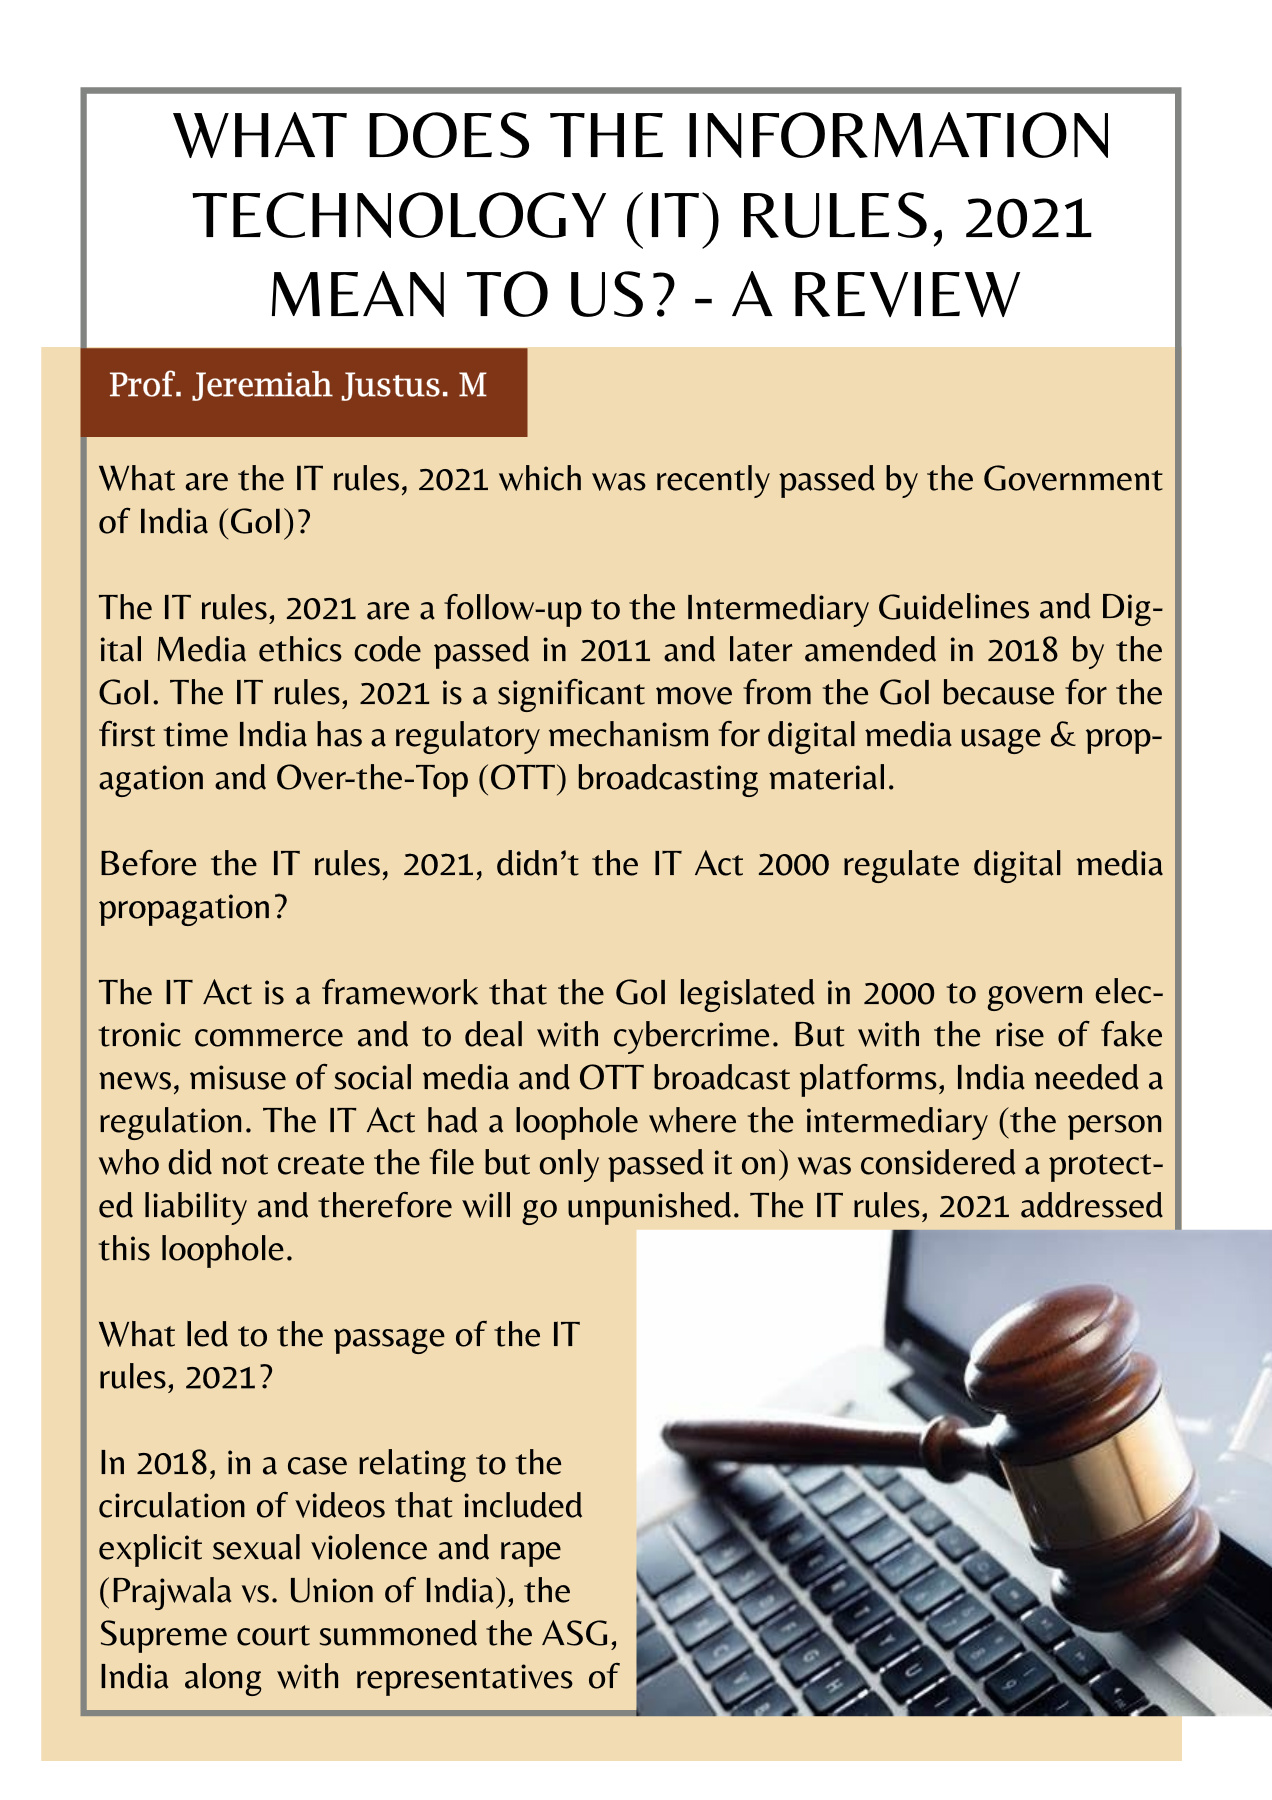 WHAT DOES THE INFORMATION
TECHNOLOGY (IT) RULES, 2021
MEAN TO US? - A REVIEW
Prof. Jeremiah Justus. M
What are the IT rules, 2021 which was recently passed by the Government
of India (GoI)?
The IT rules, 2021 are a follow-up to the Intermediary Guidelines and Dig-
ital Media ethics code passed in 2011 and later amended in 2018 by the
GoI. The IT rules, 2021 is a significant move from the GoI because for the
first time India has a regulatory mechanism for digital media usage & prop-
agation and Over-the-Top (OTT) broadcasting material.
Before the IT rules, 2021, didn’t the IT Act 2000 regulate digital media
propagation?
The IT Act is a framework that the GoI legislated in 2000 to govern elec-
tronic commerce and to deal with cybercrime. But with the rise of fake
news, misuse of social media and OTT broadcast platforms, India needed a
regulation. The IT Act had a loophole where the intermediary (the person
who did not create the file but only passed it on) was considered a protect-
ed liability and therefore will go unpunished. The IT rules, 2021 addressed
this loophole.
What led to the passage of the IT
rules, 2021?
In 2018, in a case relating to the
circulation of videos that included
explicit sexual violence and rape
(Prajwala vs. Union of India), the
Supreme court summoned the ASG,
India along with representatives of